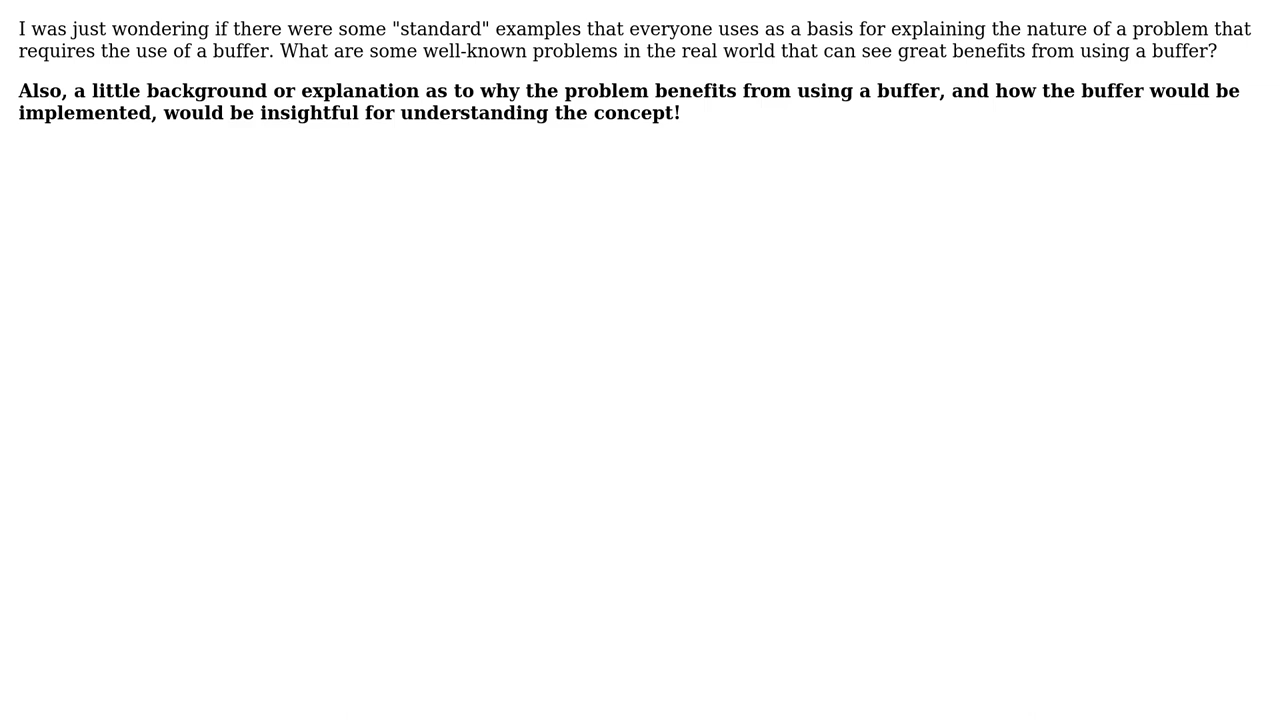 I was just wondering if there were some "standard" examples that everyone uses as a basis for explaining the nature of a problem that
requires the use of a buffer. What are some well-known problems in the real world that can see great benefits from using a buffer?
Also, a little background or explanation as to why the problem benefits from using a buffer, and how the buffer would be
implemented, would be insightful for understanding the concept!